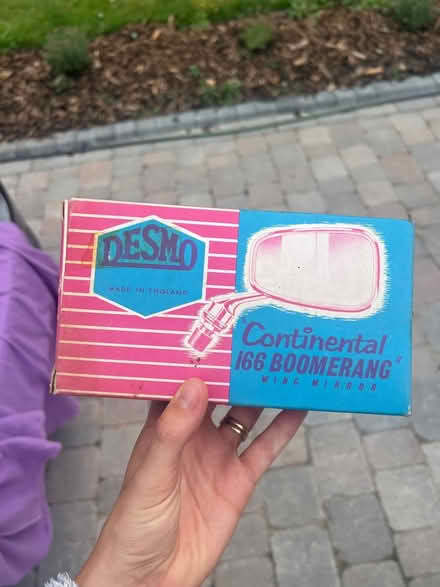 DESMO
MADE IN ENGLAND
Continental
166 BOOMERANG"
WING MIRROR